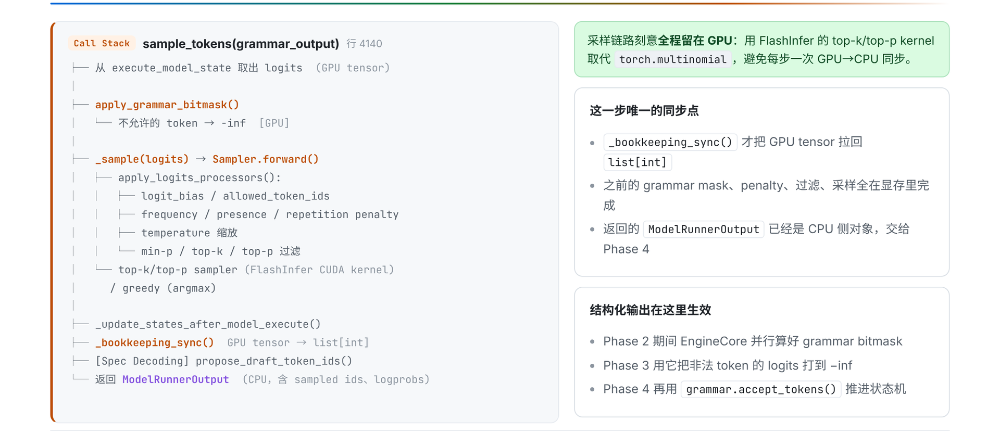 Call Stack sample_tokens(grammar_output) 行 4140
├── 从 execute_model_state 取出 logits (GPU tensor)
│
├── apply_grammar_bitmask()
│ └── 不允许的 token → -inf [GPU]
│
├── _sample(logits) → Sampler.forward()
│ ├── apply_logits_processors():
│ │ ├── logit_bias / allowed_token_ids
│ │ ├── frequency / presence / repetition penalty
│ │ ├── temperature 缩放
│ │ └── min-p / top-k / top-p 过滤
│ └── top-k/top-p sampler (FlashInfer CUDA kernel)
│ / greedy (argmax)
│
├── _update_states_after_model_execute()
├── _bookkeeping_sync() GPU tensor → list[int]
├── [Spec Decoding] propose_draft_token_ids()
└── 返回 ModelRunnerOutput (CPU，含 sampled ids、logprobs)
采样链路刻意全程留在 GPU：用 FlashInfer 的 top-k/top-p kernel
取代 torch.multinomial，避免每步一次 GPU→CPU 同步。
这一步唯一的同步点
• _bookkeeping_sync() 才把 GPU tensor 拉回
list[int]
• 之前的 grammar mask、penalty、过滤、采样全在显存里完
成
• 返回的 ModelRunnerOutput 已经是 CPU 侧对象，交给
Phase 4
结构化输出在这里生效
• Phase 2 期间 EngineCore 并行算好 grammar bitmask
• Phase 3 用它把非法 token 的 logits 打到 −inf
• Phase 4 再用 grammar.accept_tokens() 推进状态机